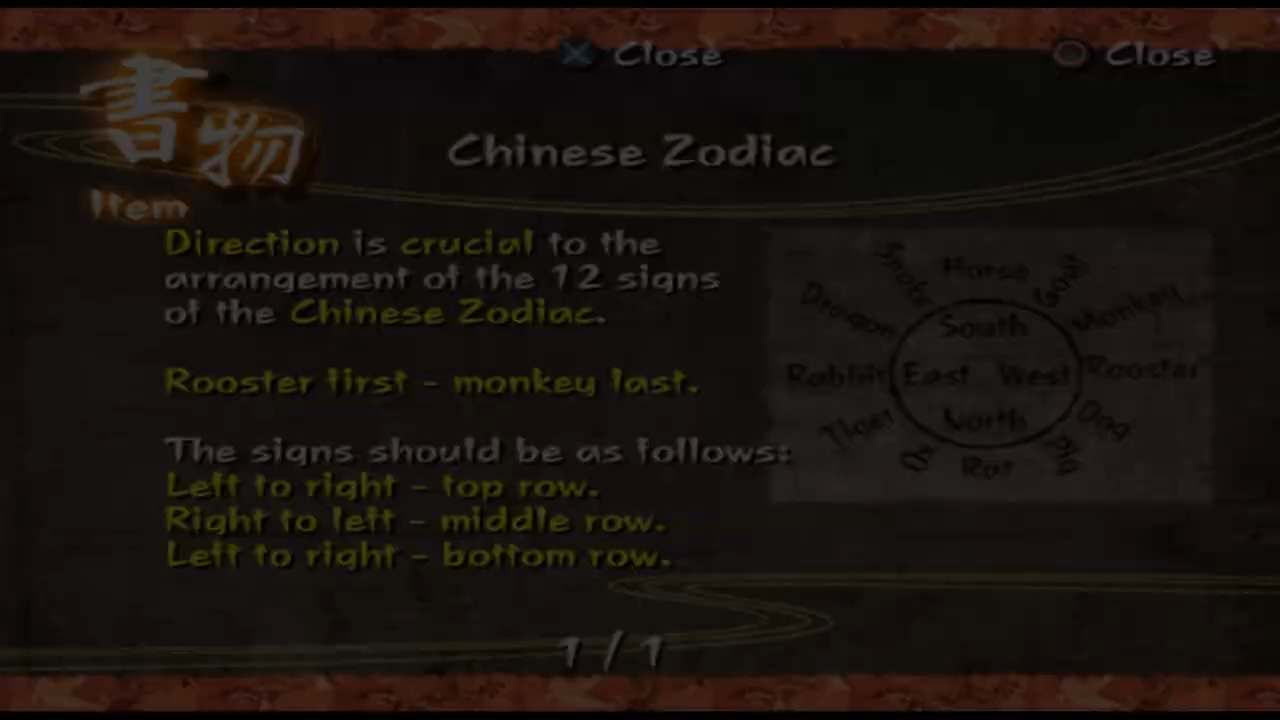 Close
Close
書物
Item
Chinese Zodiac
Direction is crucial to the
arrangement of the 12 signs
of the Chinese Zodiac.
Rooster first - monkey last.
The signs should be as follows:
Left to right - top row.
Right to left - middle row.
Left to right - bottom row.
Snake
Horse
Goat
Dragon
South
Monkey
Rabbit
East
West
Rooster
Tiger
North
Dog
Ox
Rat
Pig
1 / 1